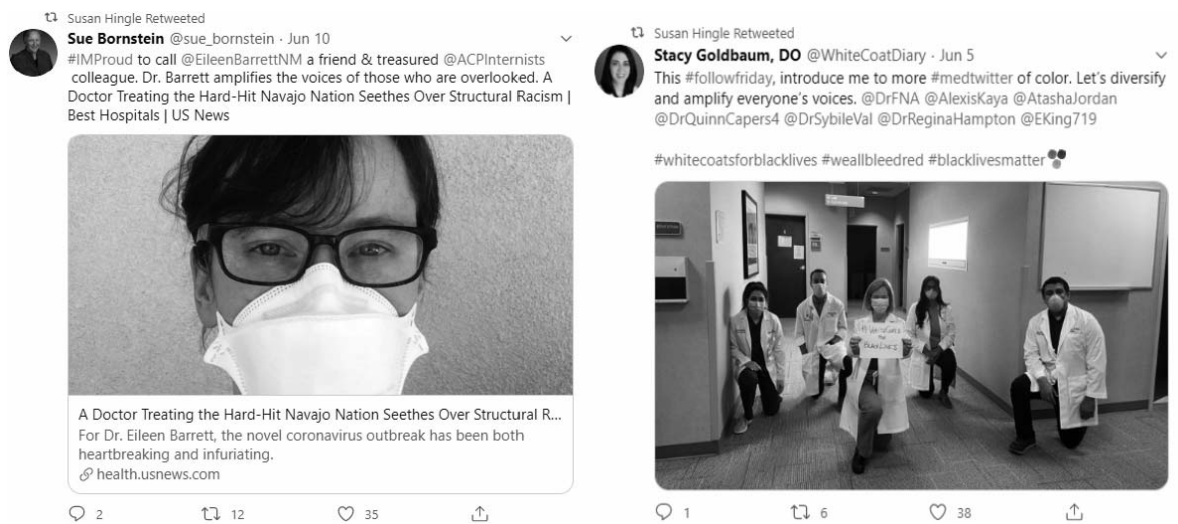 Susan Hingle Retweeted
Sue Bornstein @sue_bornstein · Jun 10
#IMProud to call @EileenBarrettNM a friend & treasured @ACPInternists
colleague. Dr. Barrett amplifies the voices of those who are overlooked. A
Doctor Treating the Hard-Hit Navajo Nation Seethes Over Structural Racism |
Best Hospitals | US News
A Doctor Treating the Hard-Hit Navajo Nation Seethes Over Structural R...
For Dr. Eileen Barrett, the novel coronavirus outbreak has been both
heartbreaking and infuriating.
health.usnews.com
2 12 35
Susan Hingle Retweeted
Stacy Goldbaum, DO @WhiteCoatDiary · Jun 5
This #followfriday, introduce me to more #medtwitter of color. Let's diversify
and amplify everyone's voices. @DrFNA @AlexisKaya @AtashaJordan
@DrQuinnCapers4 @DrSybileVal @DrReginaHampton @EKing719
#whitecoatsforblacklives #weallbleedred #blacklivesmatter
# WhiteCoats
for
BlackLives
1 6 38